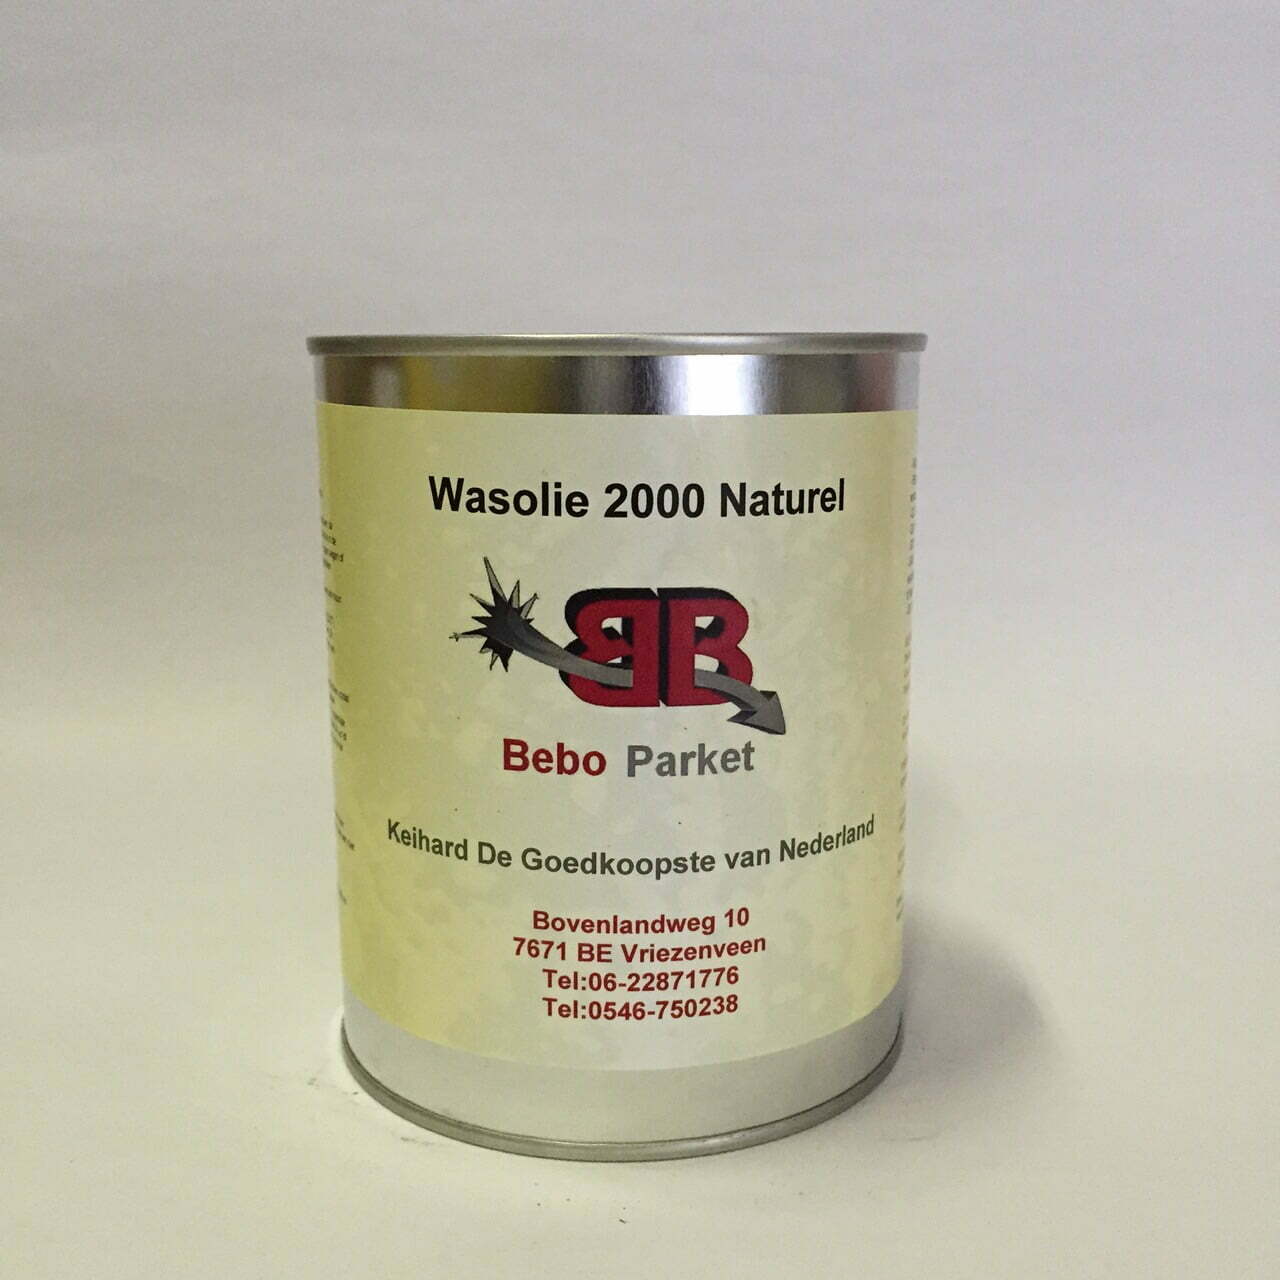 Wasolie 2000 Naturel
BB
Bebo Parket
Keihard De Goedkoopste van Nederland
Bovenlandweg 10
7671 BE Vriezenveen
Tel:06-22871776
Tel:0546-750238